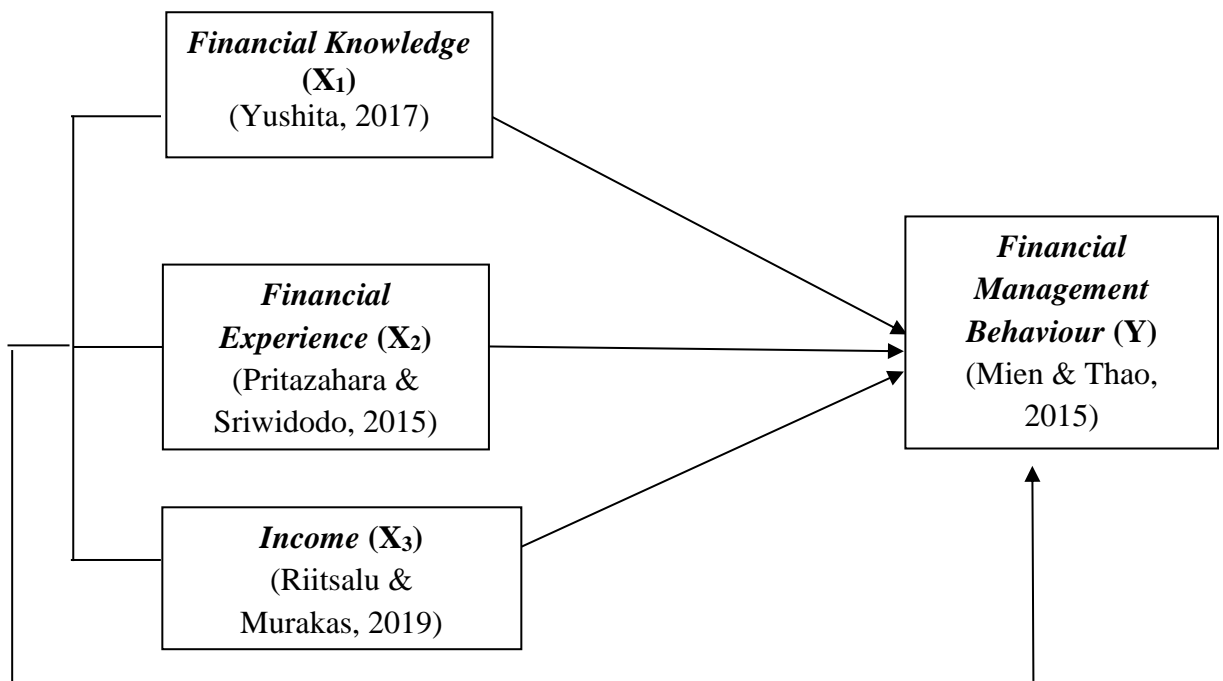 Financial Knowledge
(X₁)
(Yushita, 2017)
Financial
Experience (X₂)
(Pritazahara &
Sriwidodo, 2015)
Income (X₃)
(Riitsalu &
Murakas, 2019)
Financial
Management
Behaviour (Y)
(Mien & Thao,
2015)